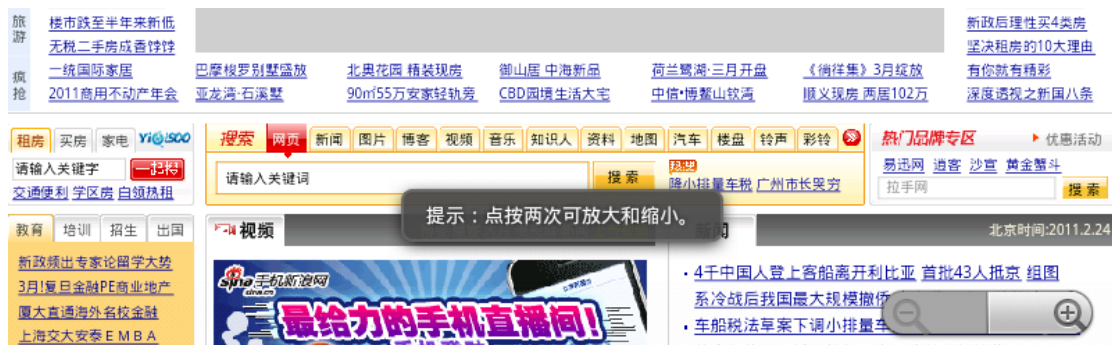 旅游
楼市跌至半年来新低
新政后理性买4类房
无税二手房成香饽饽
坚决租房的10大理由
疯抢
一统国际家居
巴摩梭罗别墅盛放
北奥花园 精装现房
御山居 中海新品
荷兰鹭湖·三月开盘
《徜徉集》3月绽放
有你就有精彩
2011商用不动产年会
亚龙湾·石溪墅
90㎡55万安家轻轨旁
CBD园境生活大宅
中信•博鳌山钦湾
顺义现房 两居102万
深度透视之新国八条
租房 买房 家电 YiQi500
搜索 网页 新闻 图片 博客 视频 音乐 知识人 资料 地图 汽车 楼盘 铃声 彩铃
热门品牌专区
优惠活动
请输入关键字
一起找
请输入关键词
搜索
热点
降小排量车税 广州市长哭穷
易迅网 逍客 沙宣 黄金蟹斗
拉手网
搜索
交通便利 学区房 白领热租
提示：点按两次可放大和缩小。
教育 培训 招生 出国
视频
新闻
北京时间:2011.2.24
新政频出专家论留学大势
3月!复旦金融PE商业地产
厦大直通海外名校金融
上海交大安泰EMBA
sina 手机新浪网
sina.cn
最给力的手机直播间!
4千中国人登上客船离开利比亚 首批43人抵京 组图
系冷战后我国最大规模撤侨
车船税法草案下调小排量车